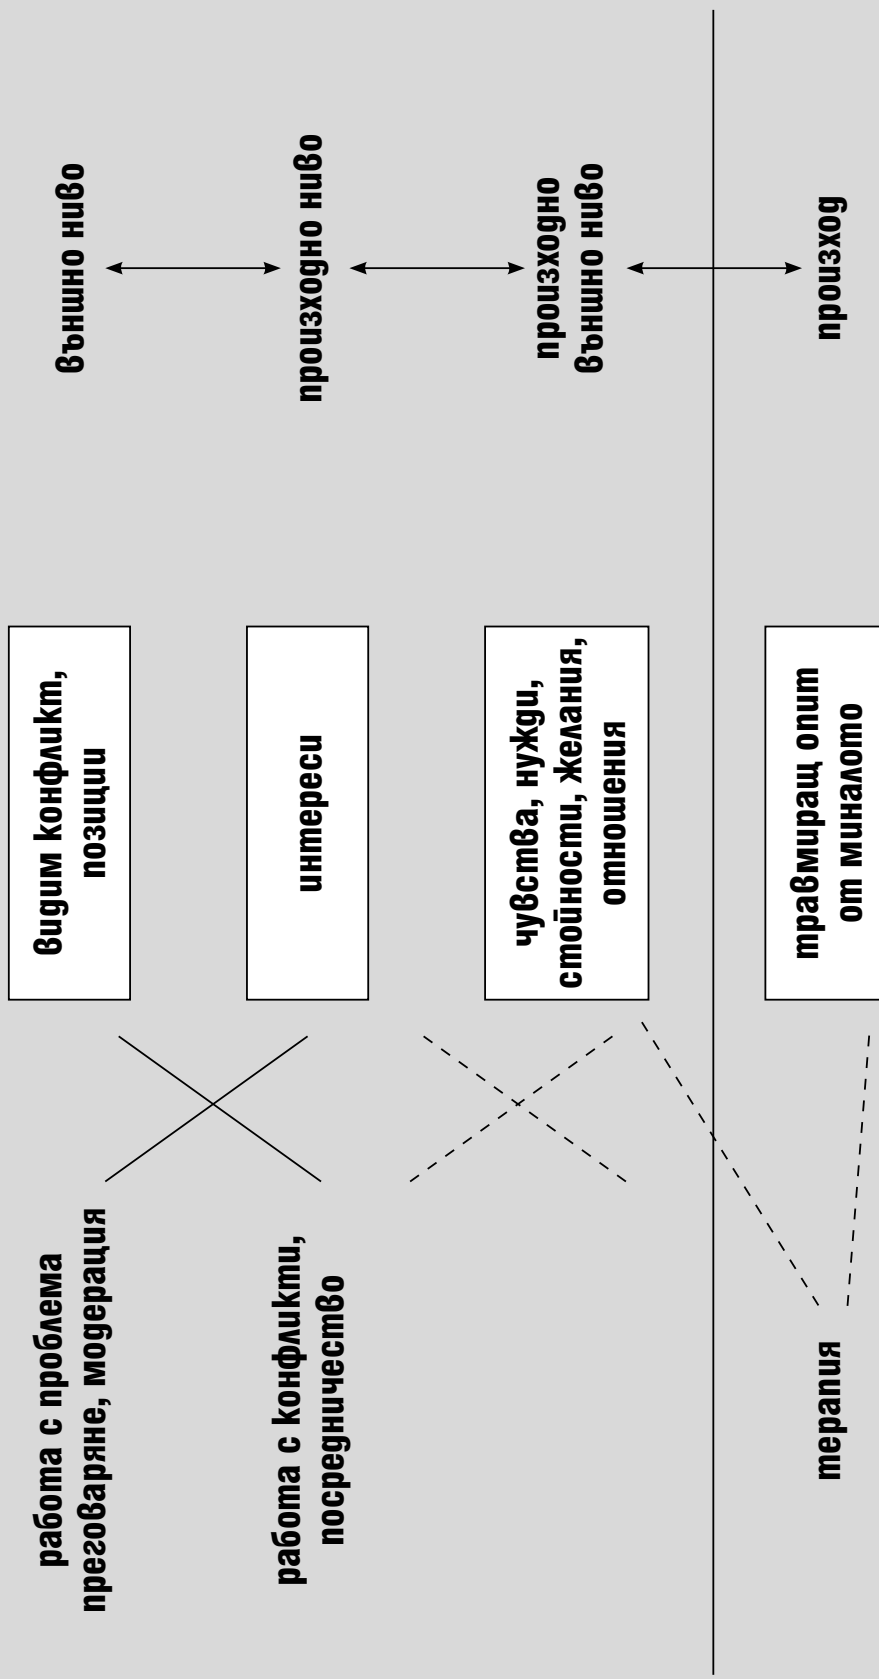 работа с проблема
преговаряне, модерация
видим конфликт,
позиции
външно ниво
работа с конфликти,
посредничество
интереси
произходно ниво
чувства, нужди,
стойности, желания,
отношения
произходно
външно ниво
терапия
травмиращ опит
от миналото
произход